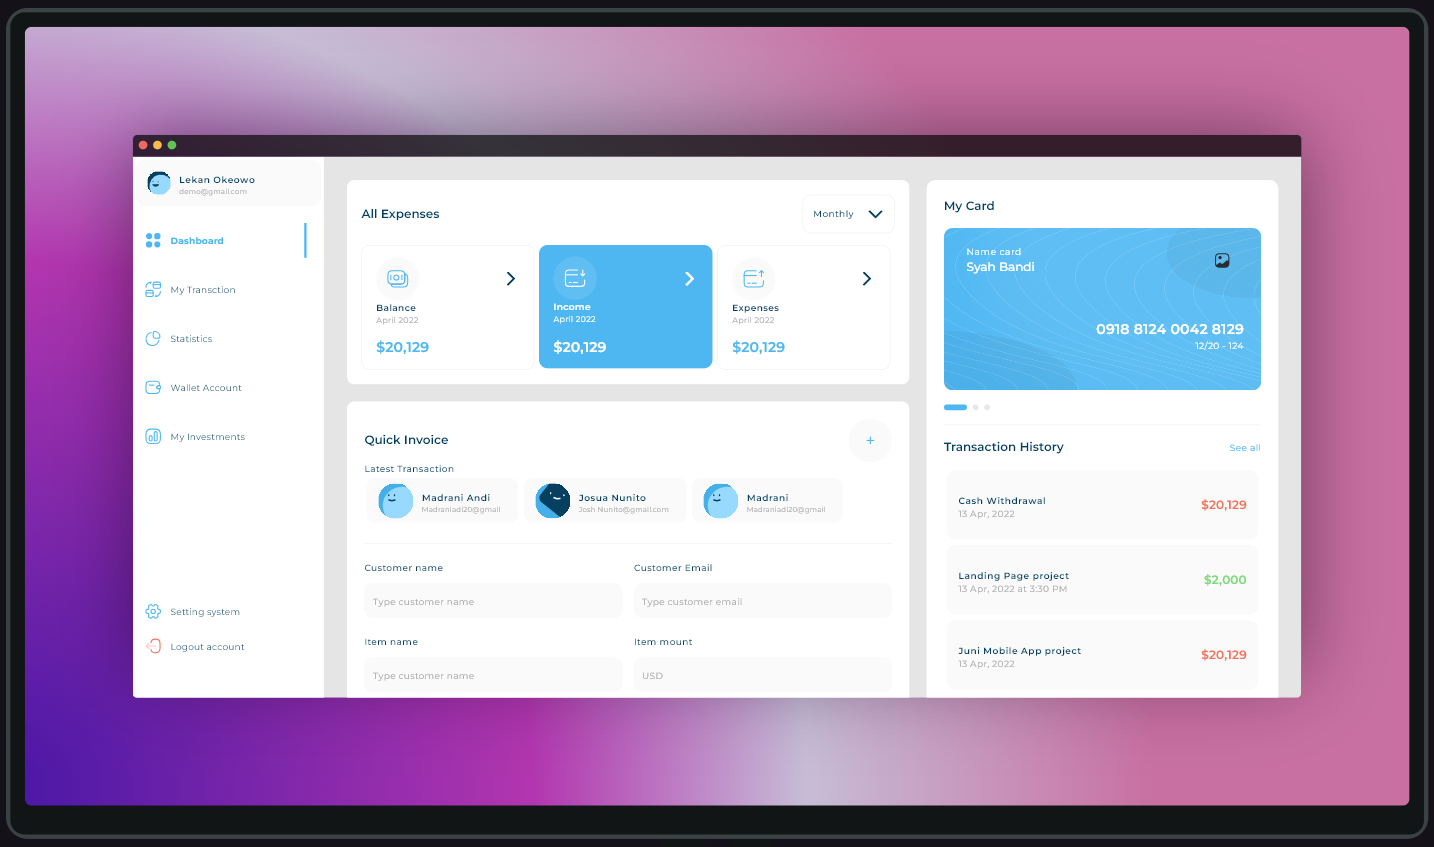 Lekan Okeowo
demo@gmail.com
Dashboard
My Transction
Statistics
Wallet Account
My Investments
Setting system
Logout account
All Expenses
Monthly
Balance
April 2022
$20,129
Income
April 2022
$20,129
Expenses
April 2022
$20,129
Quick Invoice
+
Latest Transaction
Madrani Andi
Madraniadi20@gmail
Josua Nunito
Josh Nunito@gmail.com
Madrani
Madraniadi20@gmail
Customer name
Type customer name
Customer Email
Type customer email
Item name
Type customer name
Item mount
USD
My Card
Name card
Syah Bandi
0918 8124 0042 8129
12/20 - 124
Transaction History
See all
Cash Withdrawal
13 Apr, 2022
$20,129
Landing Page project
13 Apr, 2022 at 3:30 PM
$2,000
Juni Mobile App project
13 Apr, 2022
$20,129